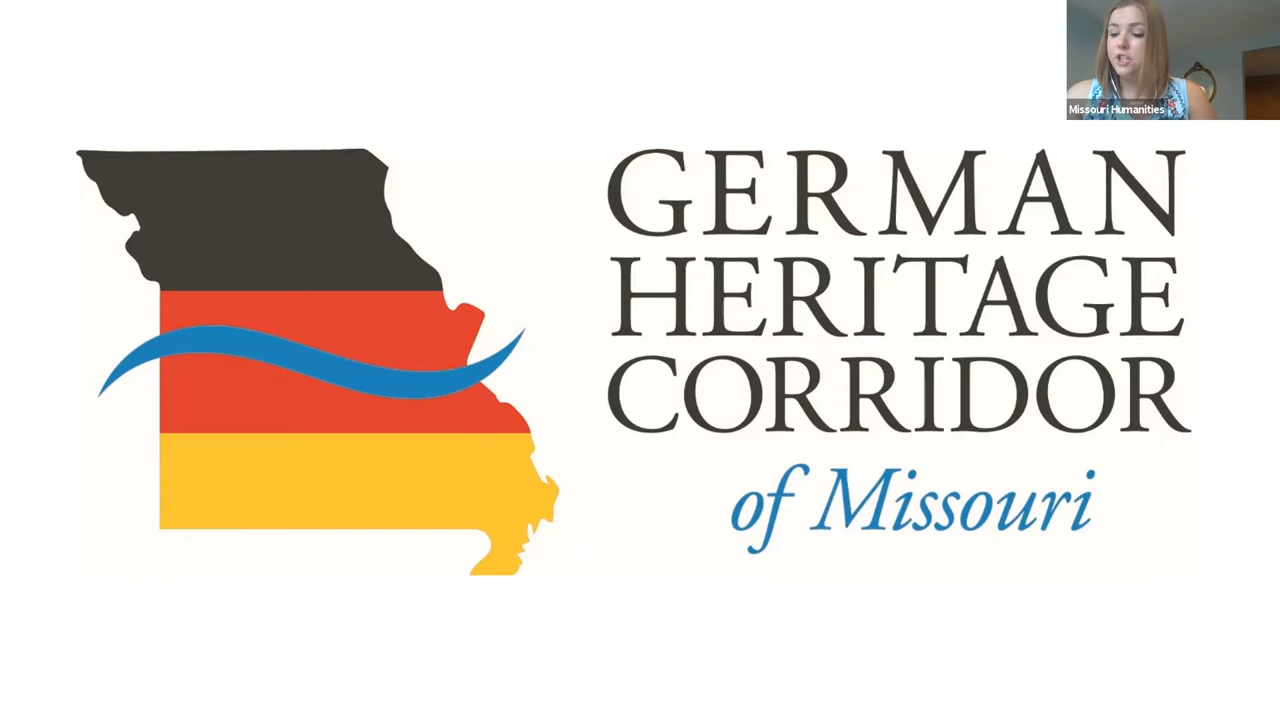 Missouri Humanities
GERMAN
HERITAGE
CORRIDOR
of Missouri